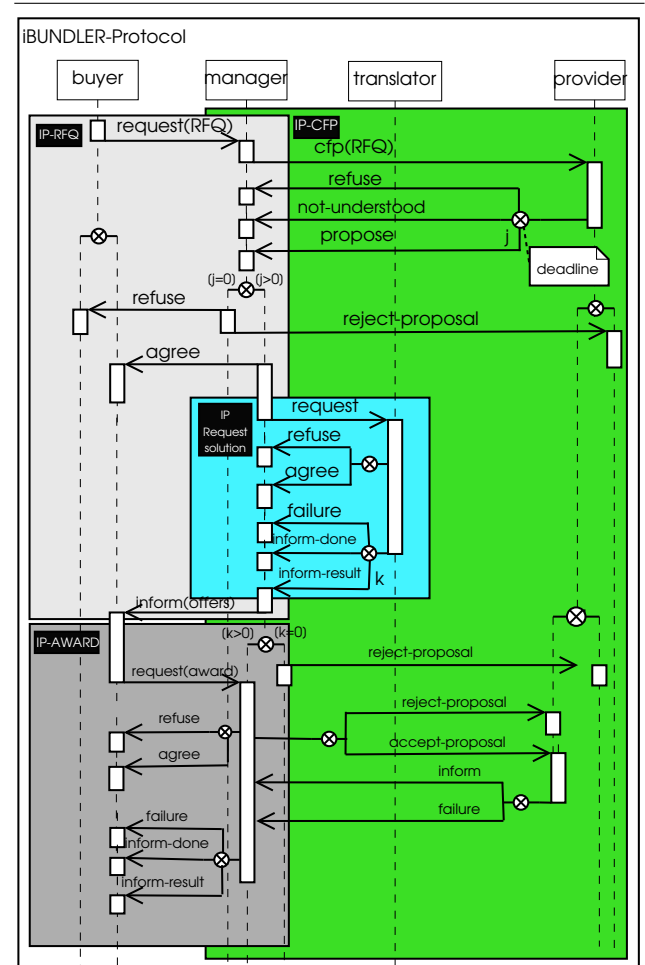 iBUNDLER-Protocol
buyer
manager
translator
provider
IP-RFQ
request(RFQ)
IP-CFP
cfp(RFQ)
refuse
not-understood
propose
j
deadline
(j=0)
(j>0)
refuse
reject-proposal
agree
IP
Request
solution
request
refuse
agree
failure
inform-done
inform-result
k
inform(offers)
IP-AWARD
(k>0)
(k=0)
reject-proposal
request(award)
reject-proposal
refuse
accept-proposal
agree
inform
failure
failure
inform-done
inform-result